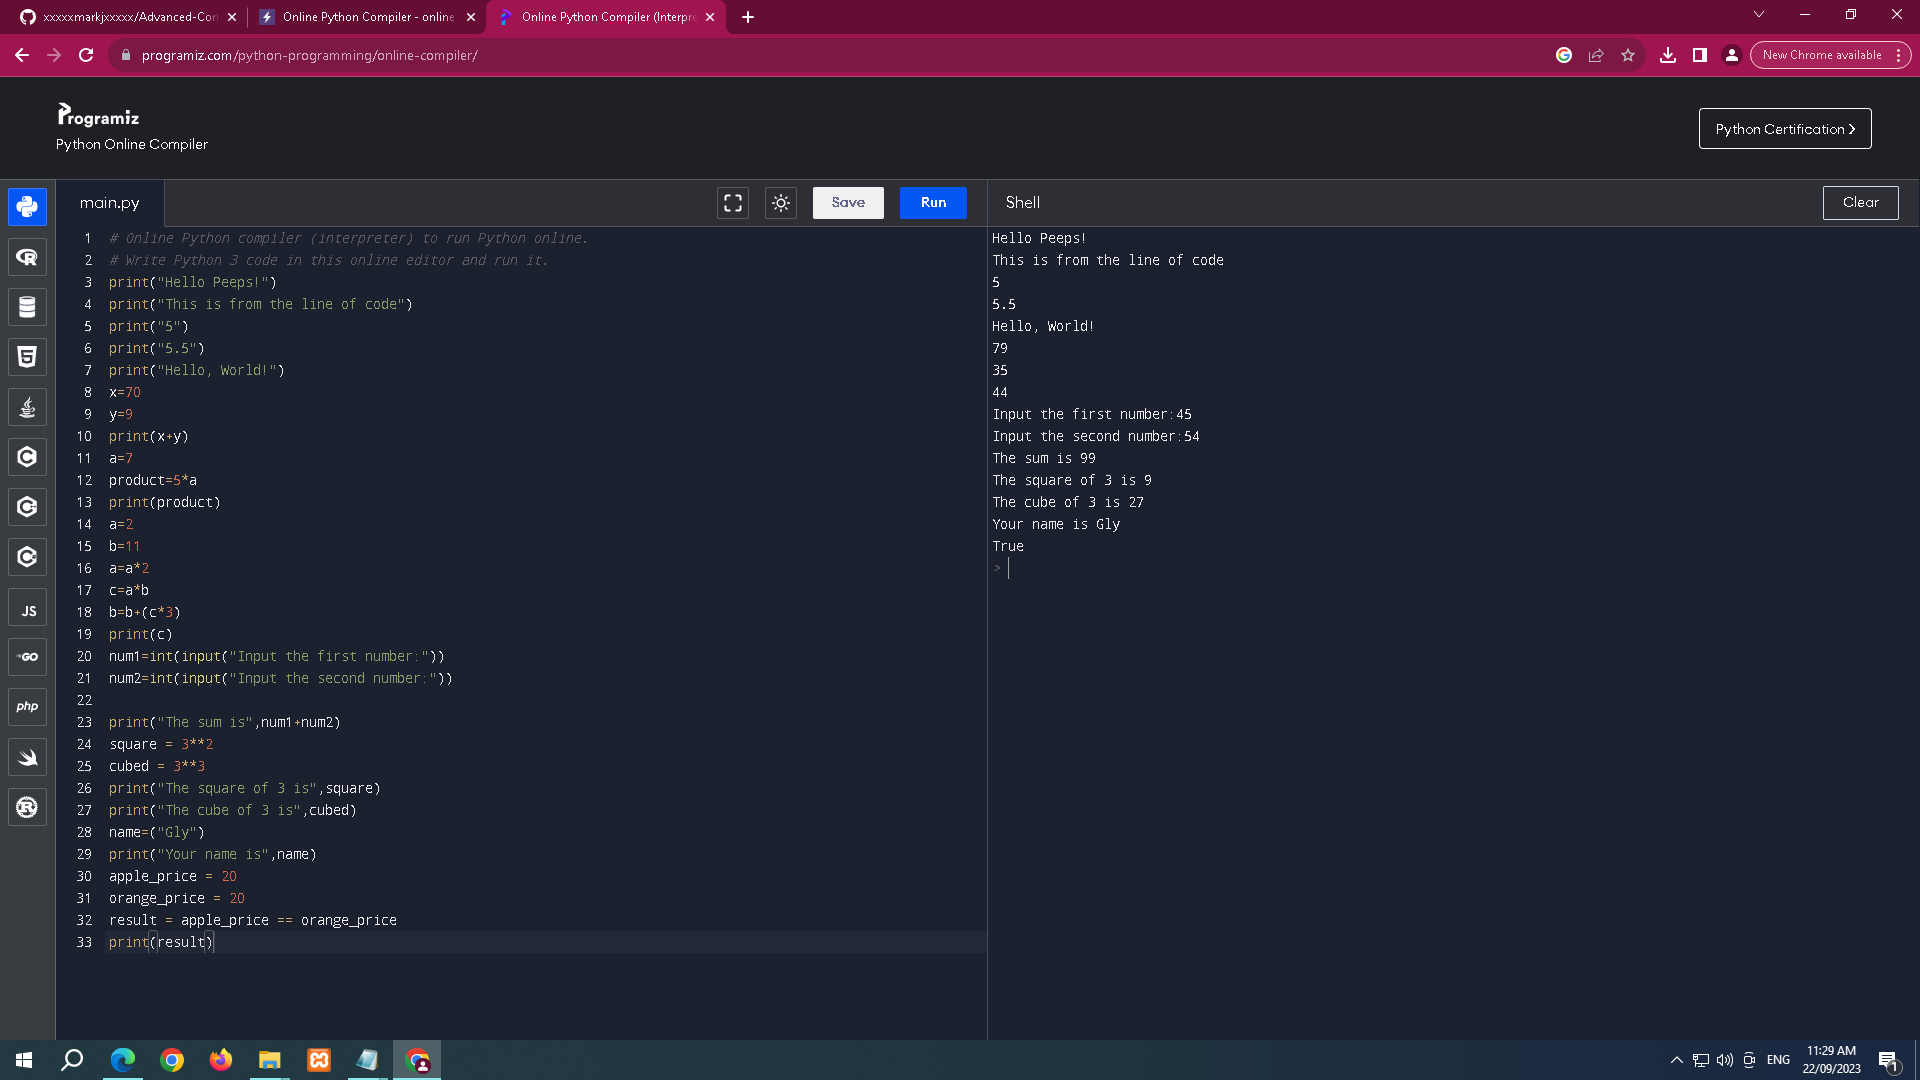 xxxxxmarkjxxxxx/Advanced-Con
Online Python Compiler - online
Online Python Compiler (Interpre
programiz.com/python-programming/online-compiler/
New Chrome available
Programiz
Python Online Compiler
Python Certification
main.py
Save
Run
Shell
Clear
1 # Online Python compiler (interpreter) to run Python online.
2 # Write Python 3 code in this online editor and run it.
3 print("Hello Peeps!")
4 print("This is from the line of code")
5 print("5")
6 print("5.5")
7 print("Hello, World!")
8 x=70
9 y=9
10 print(x+y)
11 a=7
12 product=5*a
13 print(product)
14 a=2
15 b=11
16 a=a*2
17 c=a*b
18 b=b+(c*3)
19 print(c)
20 num1=int(input("Input the first number:"))
21 num2=int(input("Input the second number:"))
22
23 print("The sum is",num1+num2)
24 square = 3**2
25 cubed = 3**3
26 print("The square of 3 is",square)
27 print("The cube of 3 is",cubed)
28 name=("Gly")
29 print("Your name is",name)
30 apple_price = 20
31 orange_price = 20
32 result = apple_price == orange_price
33 print(result)
Hello Peeps!
This is from the line of code
5
5.5
Hello, World!
79
35
44
Input the first number:45
Input the second number:54
The sum is 99
The square of 3 is 9
The cube of 3 is 27
Your name is Gly
True
>
JS
GO
php
ENG
11:29 AM
22/09/2023
1